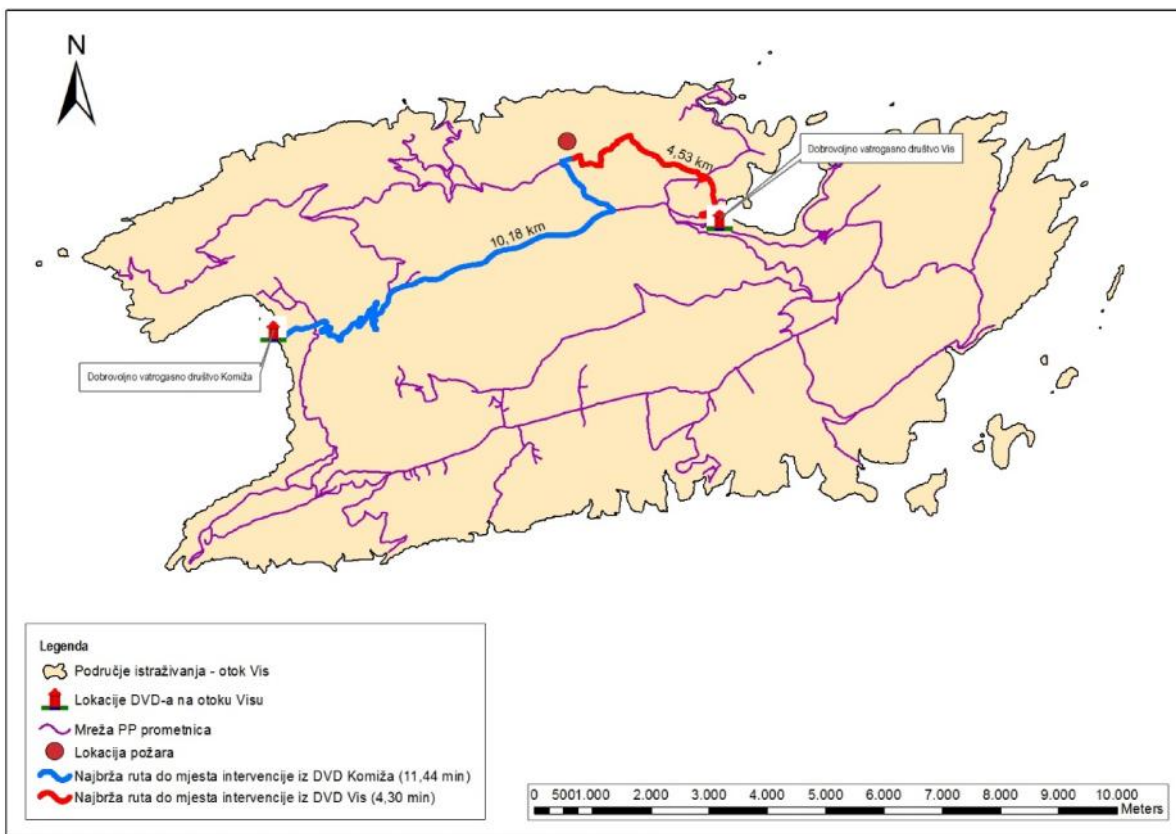 N
4,53 km
Dobrovoljno vatrogasno društvo Vis
10,18 km
Dobrovoljno vatrogasno društvo Komiža
Legenda
Područje istraživanja - otok Vis
Lokacije DVD-a na otoku Visu
Mreža PP prometnica
Lokacija požara
Najbrža ruta do mjesta intervencije iz DVD Komiža (11,44 min)
Najbrža ruta do mjesta intervencije iz DVD Vis (4,30 min)
0 500 1.000 2.000 3.000 4.000 5.000 6.000 7.000 8.000 9.000 10.000
Meters